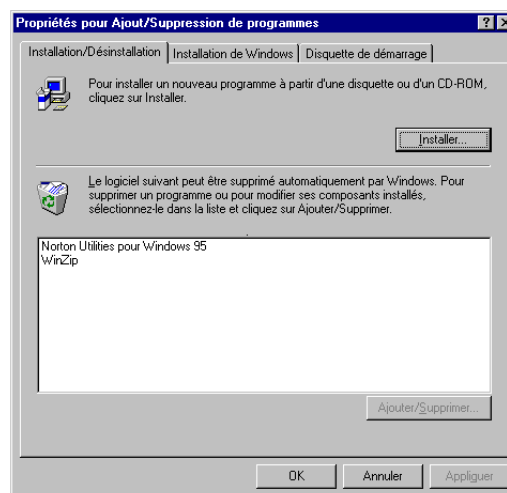 Propriétés pour Ajout/Suppression de programmes
Installation/Désinstallation Installation de Windows Disquette de démarrage
Pour installer un nouveau programme à partir d'une disquette ou d'un CD-ROM,
cliquez sur Installer.
Installer...
Le logiciel suivant peut être supprimé automatiquement par Windows. Pour
supprimer un programme ou pour modifier ses composants installés,
sélectionnez-le dans la liste et cliquez sur Ajouter/Supprimer.
Norton Utilities pour Windows 95
WinZip
Ajouter/Supprimer...
OK Annuler Appliquer